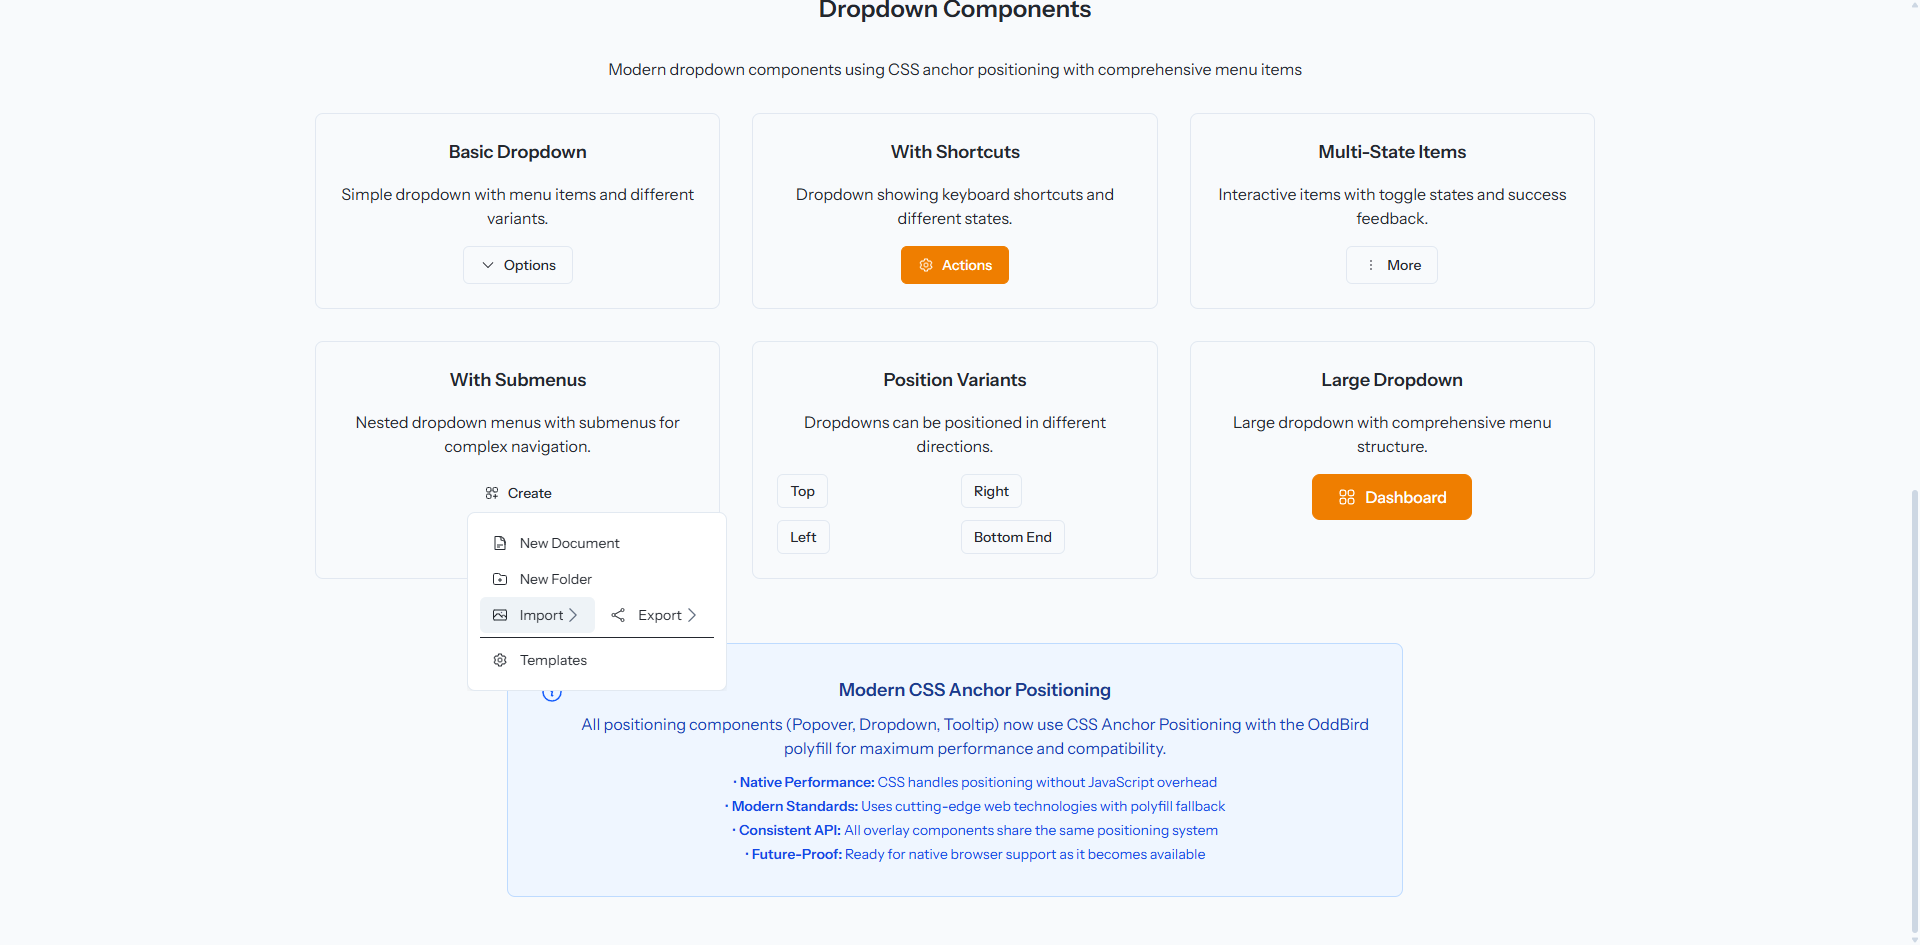 Dropdown Components
Modern dropdown components using CSS anchor positioning with comprehensive menu items
Basic Dropdown
Simple dropdown with menu items and different
variants.
Options
With Shortcuts
Dropdown showing keyboard shortcuts and
different states.
Actions
Multi-State Items
Interactive items with toggle states and success
feedback.
More
With Submenus
Nested dropdown menus with submenus for
complex navigation.
Create
New Document
New Folder
Import
Export
Templates
Position Variants
Dropdowns can be positioned in different
directions.
Top
Right
Left
Bottom End
Large Dropdown
Large dropdown with comprehensive menu
structure.
Dashboard
Modern CSS Anchor Positioning
All positioning components (Popover, Dropdown, Tooltip) now use CSS Anchor Positioning with the OddBird
polyfill for maximum performance and compatibility.
• Native Performance: CSS handles positioning without JavaScript overhead
• Modern Standards: Uses cutting-edge web technologies with polyfill fallback
• Consistent API: All overlay components share the same positioning system
• Future-Proof: Ready for native browser support as it becomes available